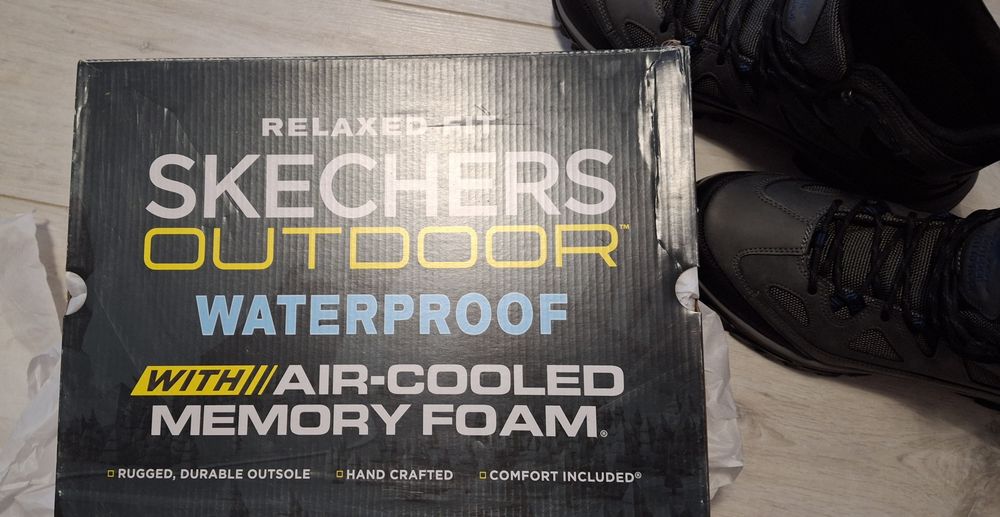 RELAXED FIT
SKECHERS
OUTDOOR™
WATERPROOF
WITH// AIR-COOLED
MEMORY FOAM®
RUGGED, DURABLE OUTSOLE HAND CRAFTED COMFORT INCLUDED®